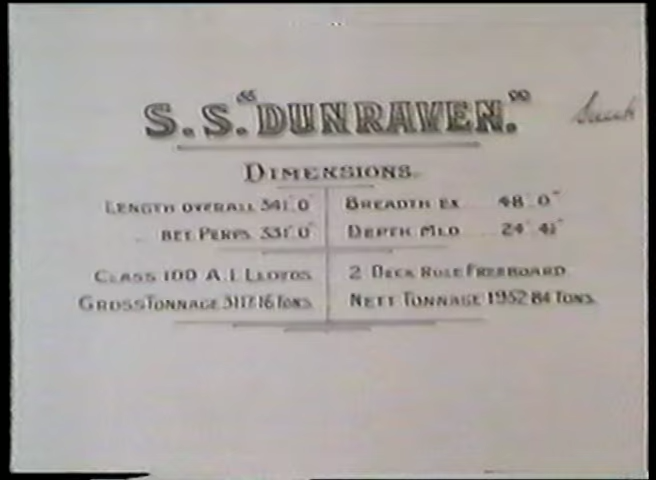 S.S. "DUNRAVEN."
DIMENSIONS.
LENGTH OVERALL 341' 0" BREADTH EX 48' 0"
" BET PERPS. 331' 0" DEPTH MLD 24' 4½"
CLASS 100 A.1 LLOYDS 2 DECK RULE FREEBOARD
GROSS TONNAGE 3117.16 TONS. NETT TONNAGE 1952.84 TONS.